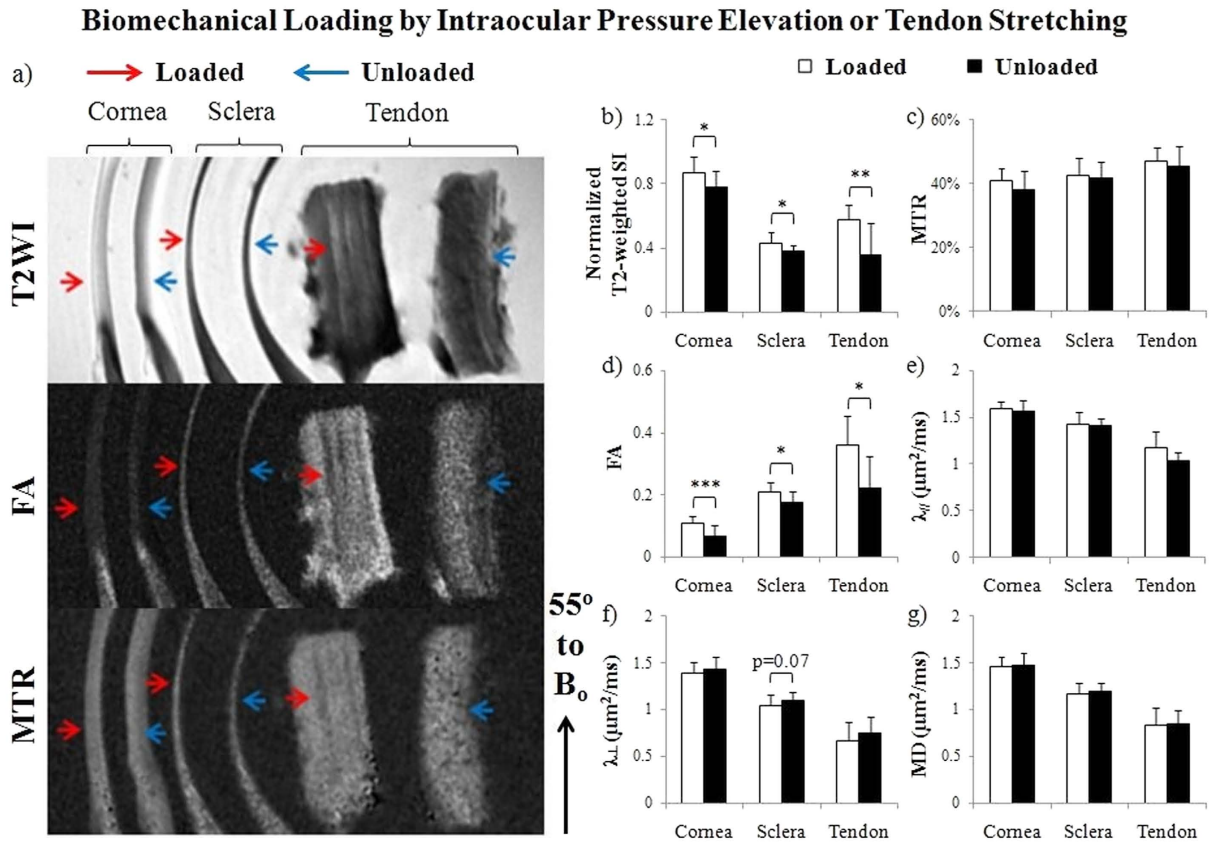 Biomechanical Loading by Intraocular Pressure Elevation or Tendon Stretching
a)
Loaded
Unloaded
Cornea
Sclera
Tendon
T2WI
FA
MTR
55º
to
Bₒ
Loaded
Unloaded
b)
Normalized
T2-weighted SI
1.2
0.8
0.4
0
*
*
**
Cornea
Sclera
Tendon
c)
MTR
60%
40%
20%
0%
Cornea
Sclera
Tendon
d)
FA
0.6
0.4
0.2
0
***
*
*
Cornea
Sclera
Tendon
e)
λ// (µm²/ms)
2
1.5
1
0.5
0
Cornea
Sclera
Tendon
f)
λ⊥ (µm²/ms)
2
1.5
1
0.5
0
p=0.07
Cornea
Sclera
Tendon
g)
MD (µm²/ms)
2
1.5
1
0.5
0
Cornea
Sclera
Tendon